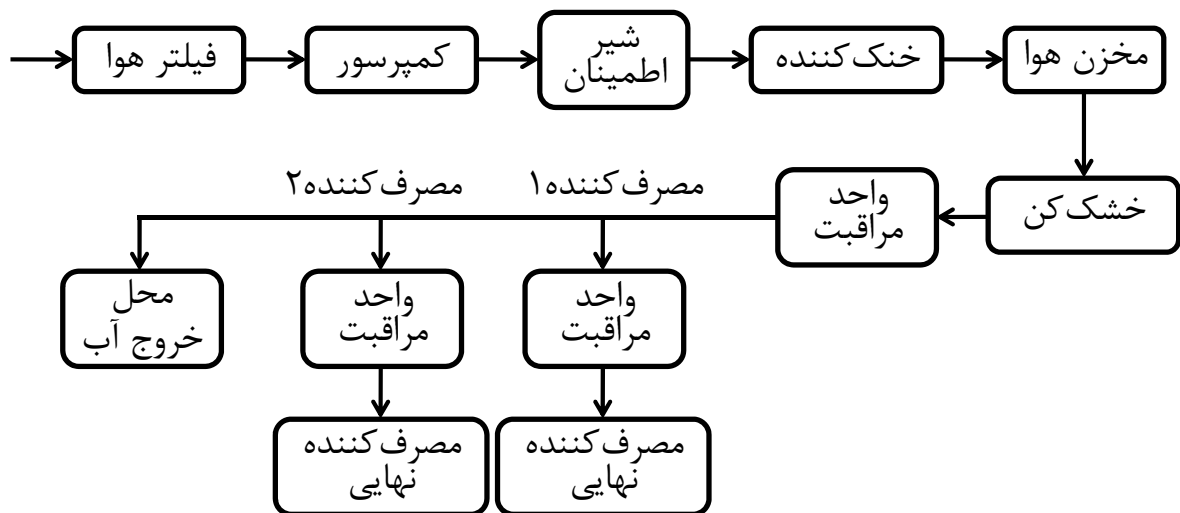 فیلتر هوا
کمپرسور
شیر
اطمینان
خنک‌کننده
مخزن هوا
خشک‌کن
واحد
مراقبت
مصرف‌کننده۱
مصرف‌کننده۲
واحد
مراقبت
واحد
مراقبت
محل
خروج آب
مصرف‌کننده
نهایی
مصرف‌کننده
نهایی